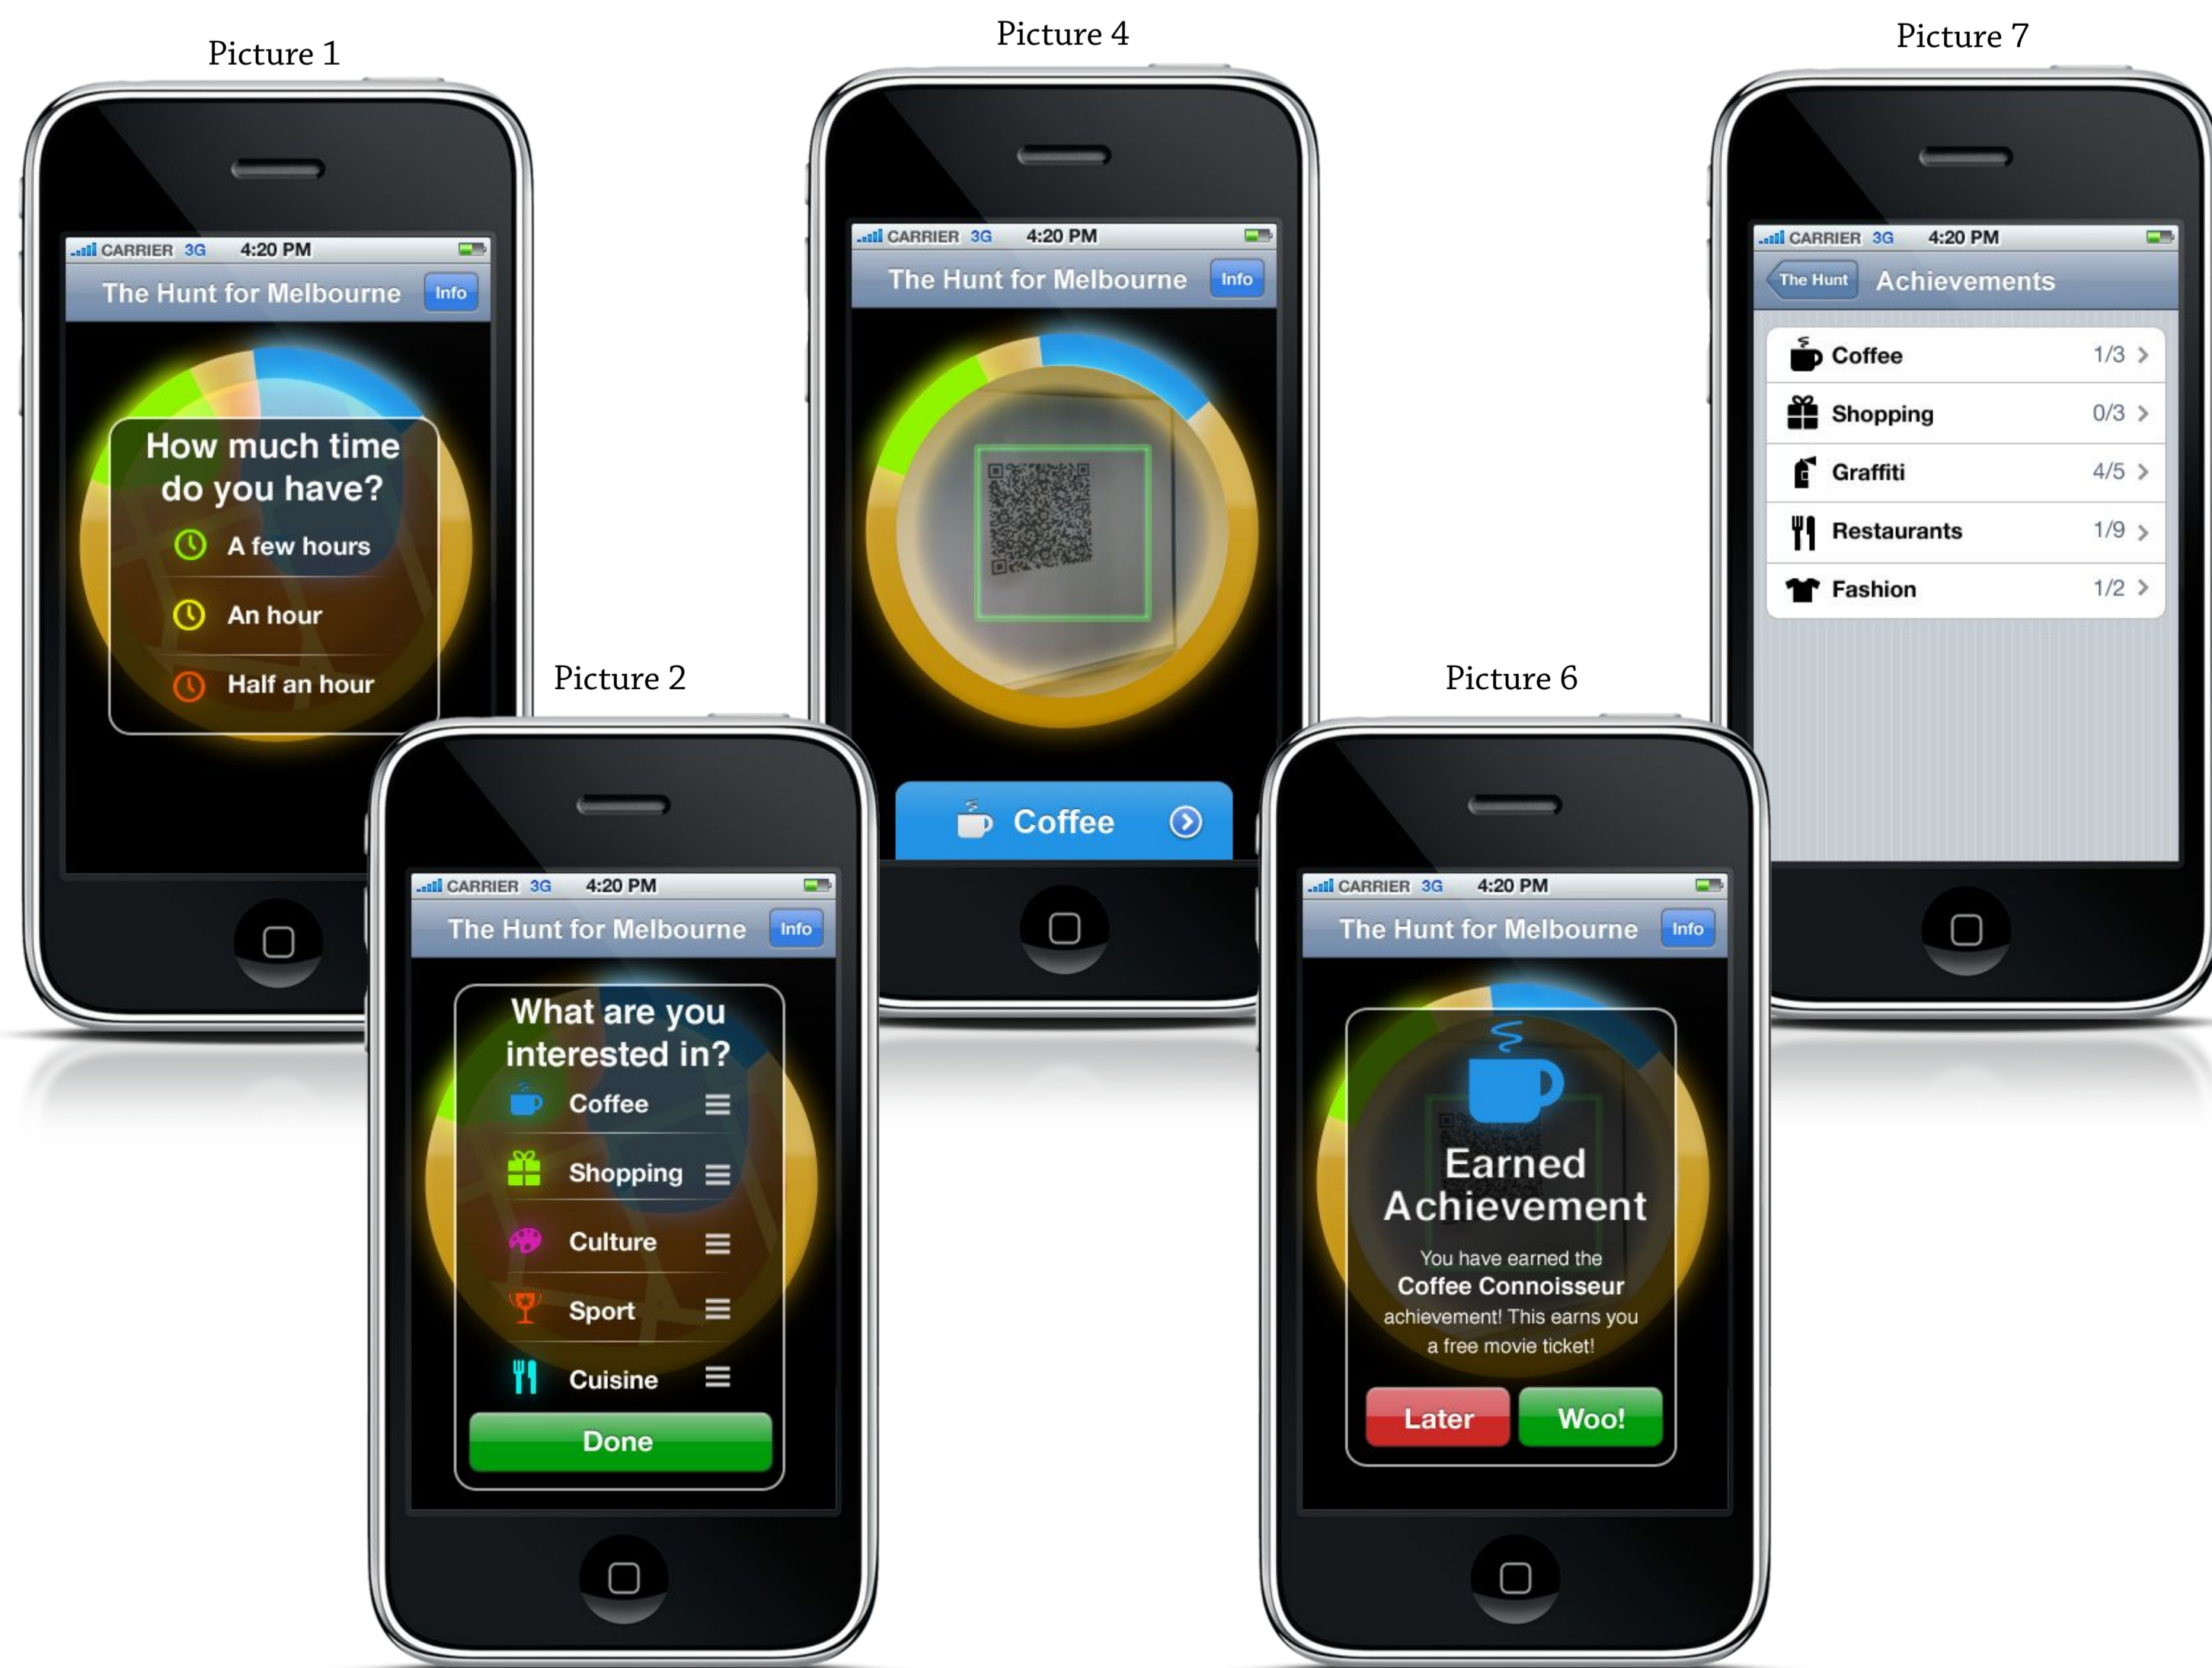 Picture 1
CARRIER 3G 4:20 PM
The Hunt for Melbourne Info
How much time
do you have?
A few hours
An hour
Half an hour
Picture 2
CARRIER 3G 4:20 PM
The Hunt for Melbourne Info
What are you
interested in?
Coffee
Shopping
Culture
Sport
Cuisine
Done
Picture 4
CARRIER 3G 4:20 PM
The Hunt for Melbourne Info
Coffee
Picture 6
CARRIER 3G 4:20 PM
The Hunt for Melbourne Info
Earned
Achievement
You have earned the
Coffee Connoisseur
achievement! This earns you
a free movie ticket!
Later Woo!
Picture 7
CARRIER 3G 4:20 PM
The Hunt Achievements
Coffee 1/3
Shopping 0/3
Graffiti 4/5
Restaurants 1/9
Fashion 1/2